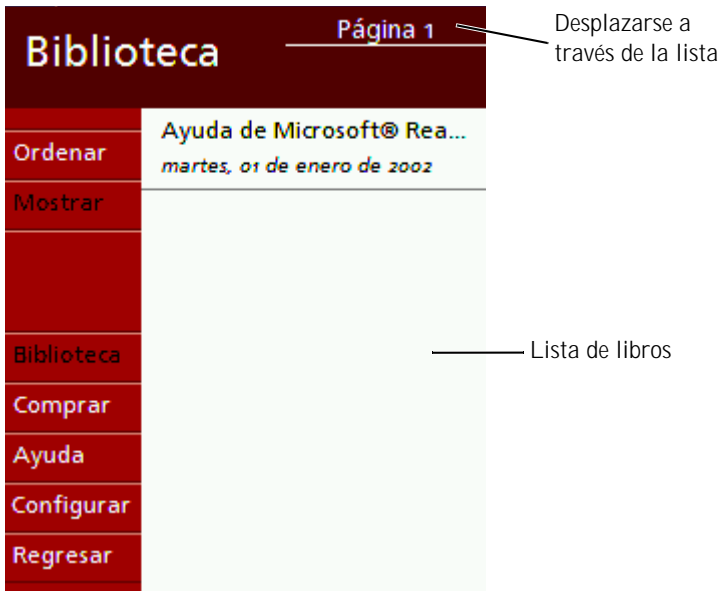 Biblioteca
Página 1
Desplazarse a
través de la lista
Ordenar
Mostrar
Ayuda de Microsoft® Rea...
martes, 01 de enero de 2002
Biblioteca
Comprar
Ayuda
Configurar
Regresar
Lista de libros